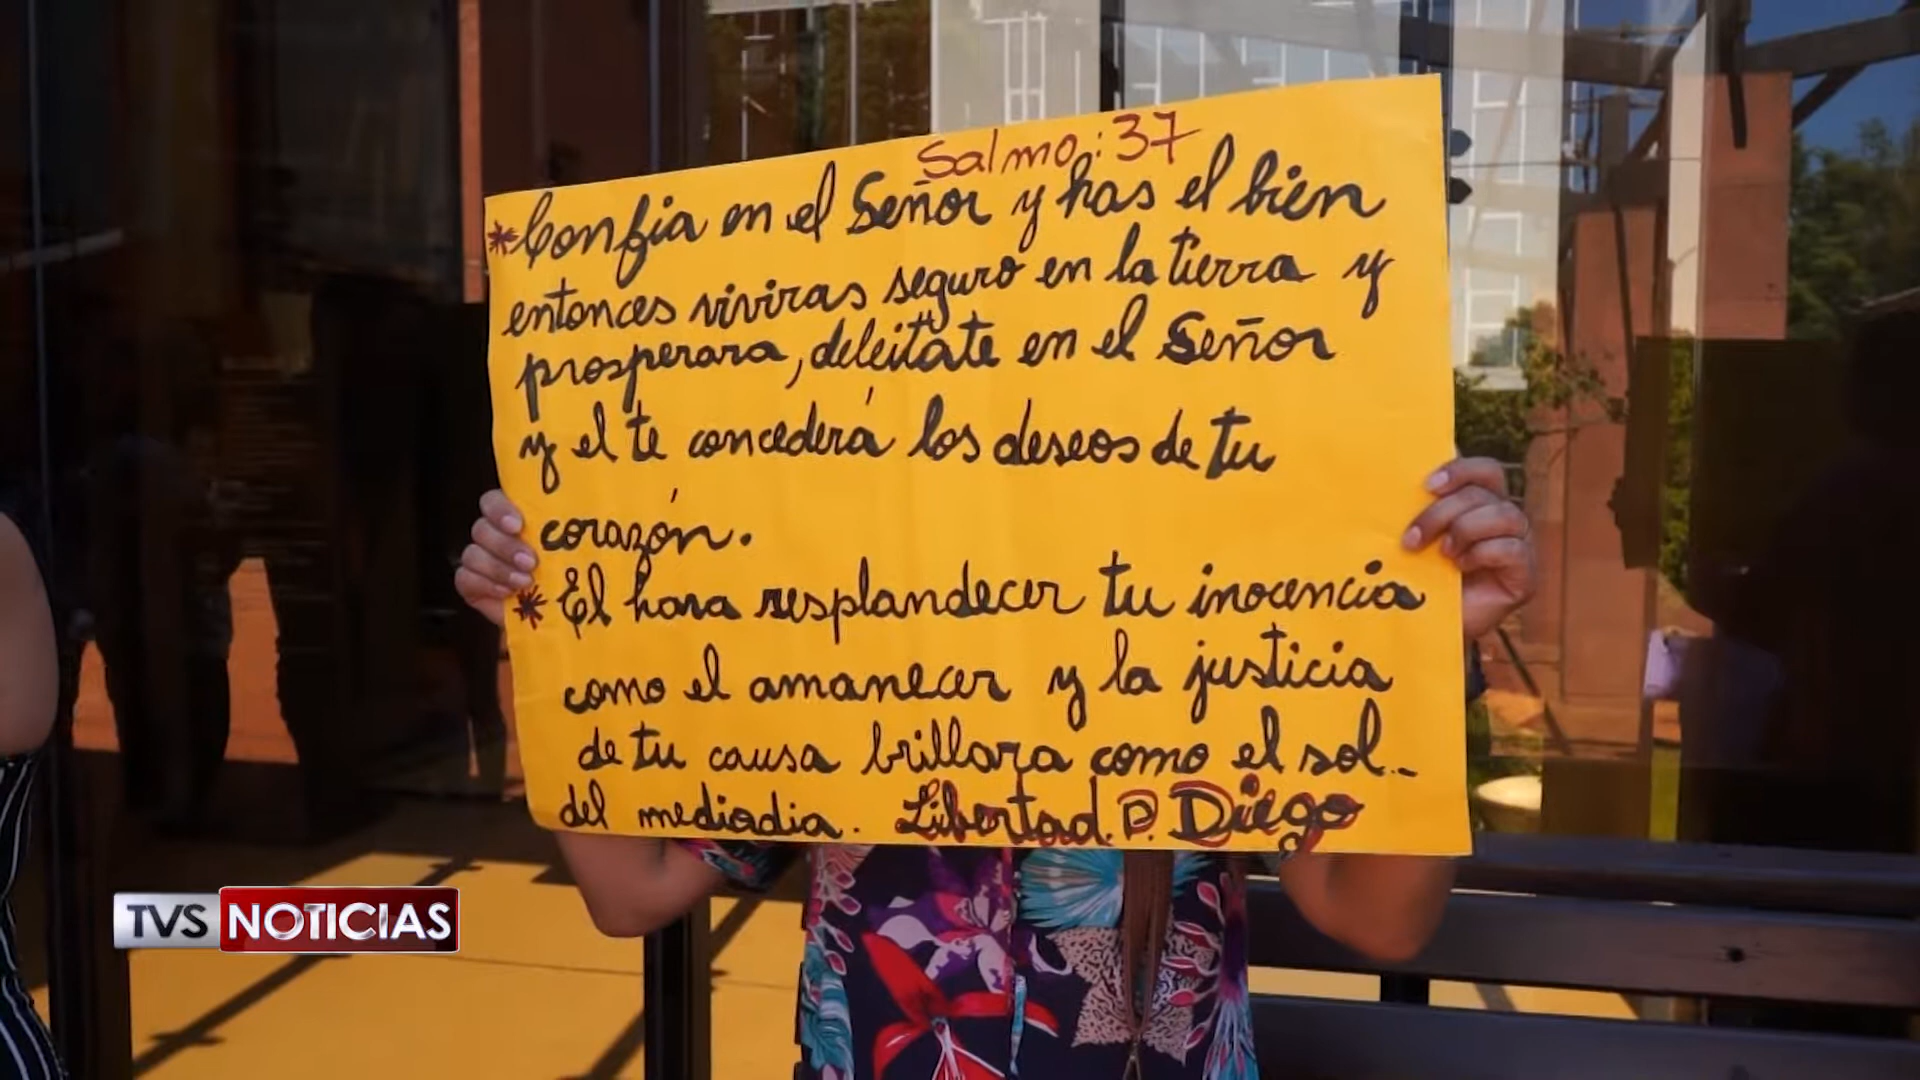 Salmo: 37
*Confia en el Señor y has el bien
entonces viviras seguro en la tierra y
prosperara, deléitate en el Señor
y el te concederá los deseos de tu
corazón.
*El hara resplandecer tu inocencia
como el amanecer y la justicia
de tu causa brillara como el sol
del mediodia. Libertad. P. Diego
TVS NOTICIAS